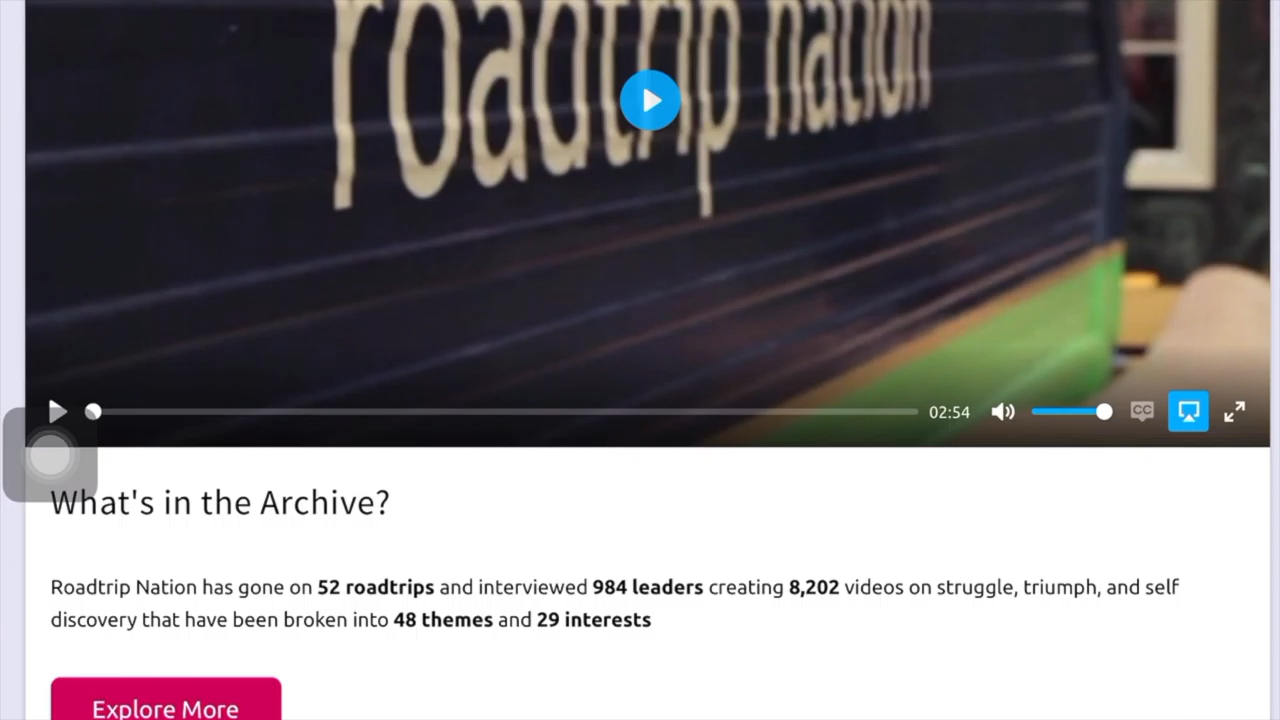 roadtrip nation
02:54
CC
What's in the Archive?
Roadtrip Nation has gone on 52 roadtrips and interviewed 984 leaders creating 8,202 videos on struggle, triumph, and self
discovery that have been broken into 48 themes and 29 interests
Explore More